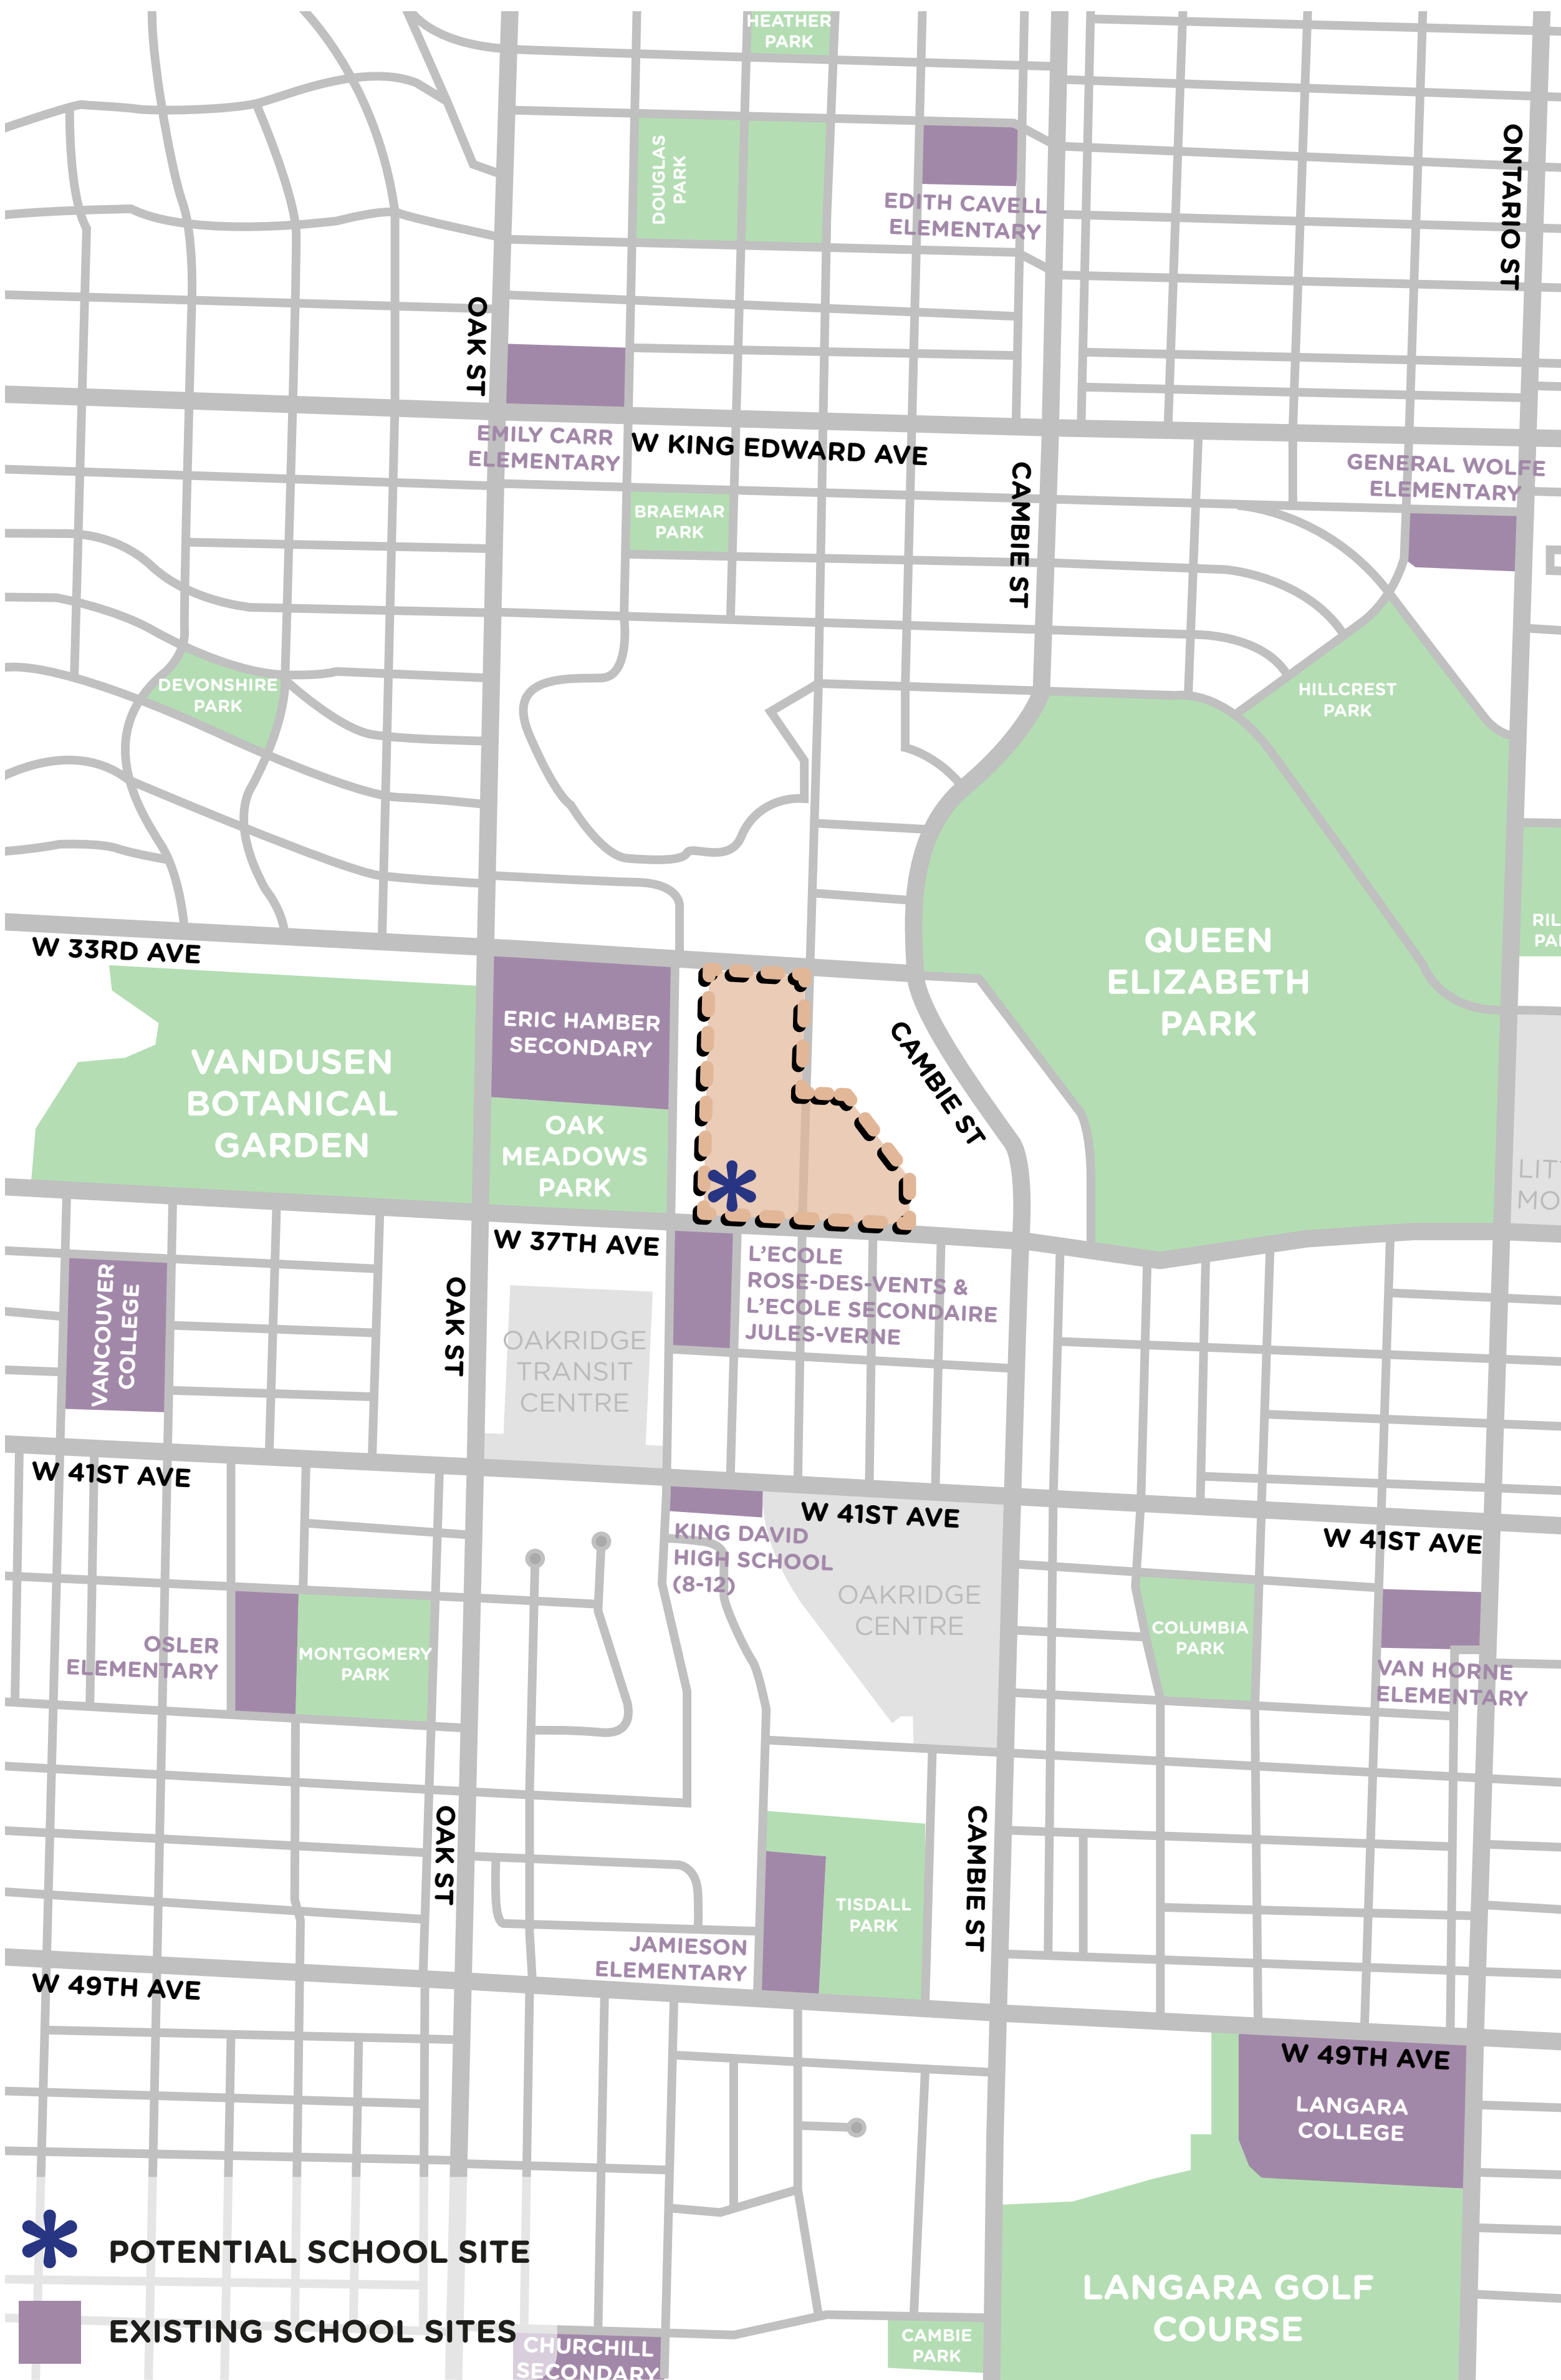 HEATHER
PARK
DOUGLAS
PARK
EDITH CAVELL
ELEMENTARY
ONTARIO ST
OAK ST
EMILY CARR
ELEMENTARY
W KING EDWARD AVE
CAMBIE ST
GENERAL WOLFE
ELEMENTARY
BRAEMAR
PARK
DEVONSHIRE
PARK
HILLCREST
PARK
W 33RD AVE
QUEEN
ELIZABETH
PARK
RIL
PA
VANDUSEN
BOTANICAL
GARDEN
ERIC HAMBER
SECONDARY
CAMBIE ST
OAK
MEADOWS
PARK
LIT
MO
W 37TH AVE
L'ECOLE
ROSE-DES-VENTS &
L'ECOLE SECONDAIRE
JULES-VERNE
VANCOUVER
COLLEGE
OAK ST
OAKRIDGE
TRANSIT
CENTRE
W 41ST AVE
W 41ST AVE
W 41ST AVE
KING DAVID
HIGH SCHOOL
(8-12)
OAKRIDGE
CENTRE
OSLER
ELEMENTARY
MONTGOMERY
PARK
COLUMBIA
PARK
VAN HORNE
ELEMENTARY
OAK ST
CAMBIE ST
TISDALL
PARK
JAMIESON
ELEMENTARY
W 49TH AVE
W 49TH AVE
LANGARA
COLLEGE
POTENTIAL SCHOOL SITE
LANGARA GOLF
COURSE
EXISTING SCHOOL SITES
CHURCHILL
SECONDARY
CAMBIE
PARK